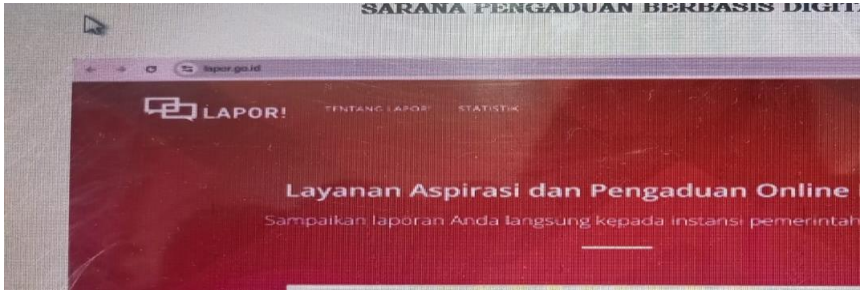 SARANA PENGADUAN BERBASIS DIGIT
lapor.go.id
LAPOR! TENTANG LAPOR! STATISTIK
Layanan Aspirasi dan Pengaduan Online
Sampaikan laporan Anda langsung kepada instansi pemerintah